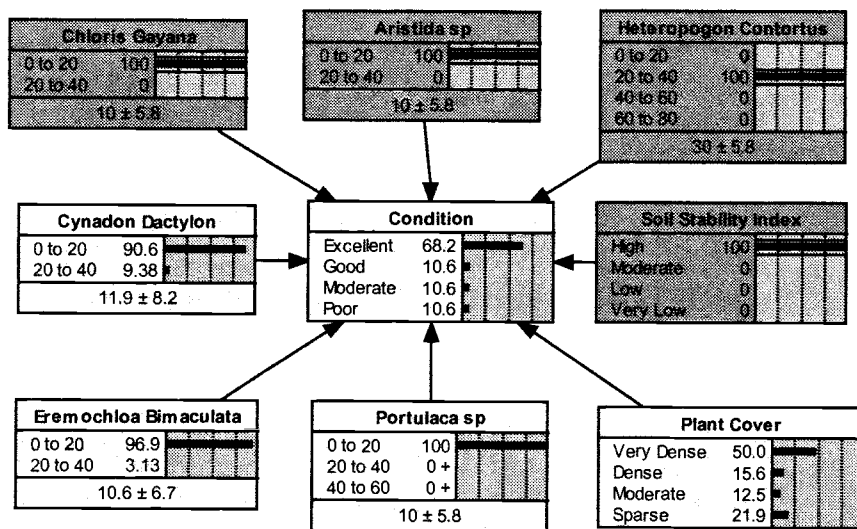 Chloris Gayana
0 to 20 100
20 to 40 0
10 ± 5.8
Aristida sp
0 to 20 100
20 to 40 0
10 ± 5.8
Heteropogon Contortus
0 to 20 0
20 to 40 100
40 to 60 0
60 to 80 0
30 ± 5.8
Cynadon Dactylon
0 to 20 90.6
20 to 40 9.38
11.9 ± 8.2
Condition
Excellent 68.2
Good 10.6
Moderate 10.6
Poor 10.6
Soil Stability Index
High 100
Moderate 0
Low 0
Very Low 0
Eremochloa Bimaculata
0 to 20 96.9
20 to 40 3.13
10.6 ± 6.7
Portulaca sp
0 to 20 100
20 to 40 0 +
40 to 60 0 +
10 ± 5.8
Plant Cover
Very Dense 50.0
Dense 15.6
Moderate 12.5
Sparse 21.9